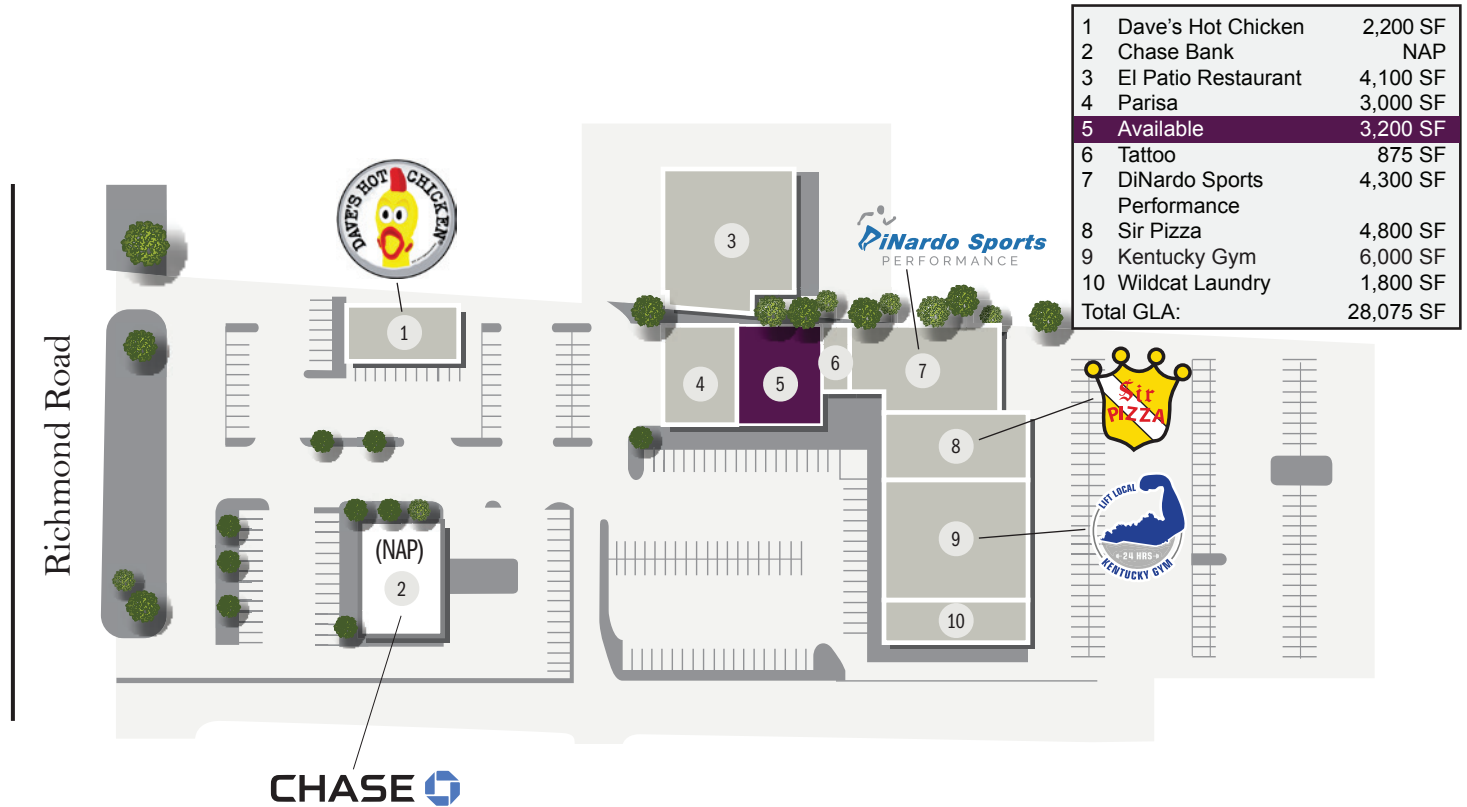 1 Dave's Hot Chicken 2,200 SF
2 Chase Bank NAP
3 El Patio Restaurant 4,100 SF
4 Parisa 3,000 SF
5 Available 3,200 SF
6 Tattoo 875 SF
7 DiNardo Sports 4,300 SF
Performance
8 Sir Pizza 4,800 SF
9 Kentucky Gym 6,000 SF
10 Wildcat Laundry 1,800 SF
Total GLA: 28,075 SF
DAVE'S HOT CHICKEN
3
DiNardo Sports
PERFORMANCE
1
4
5
6
7
Sir
PIZZA
8
Richmond Road
LIFT LOCAL
24 HRS
KENTUCKY GYM
9
(NAP)
2
10
CHASE